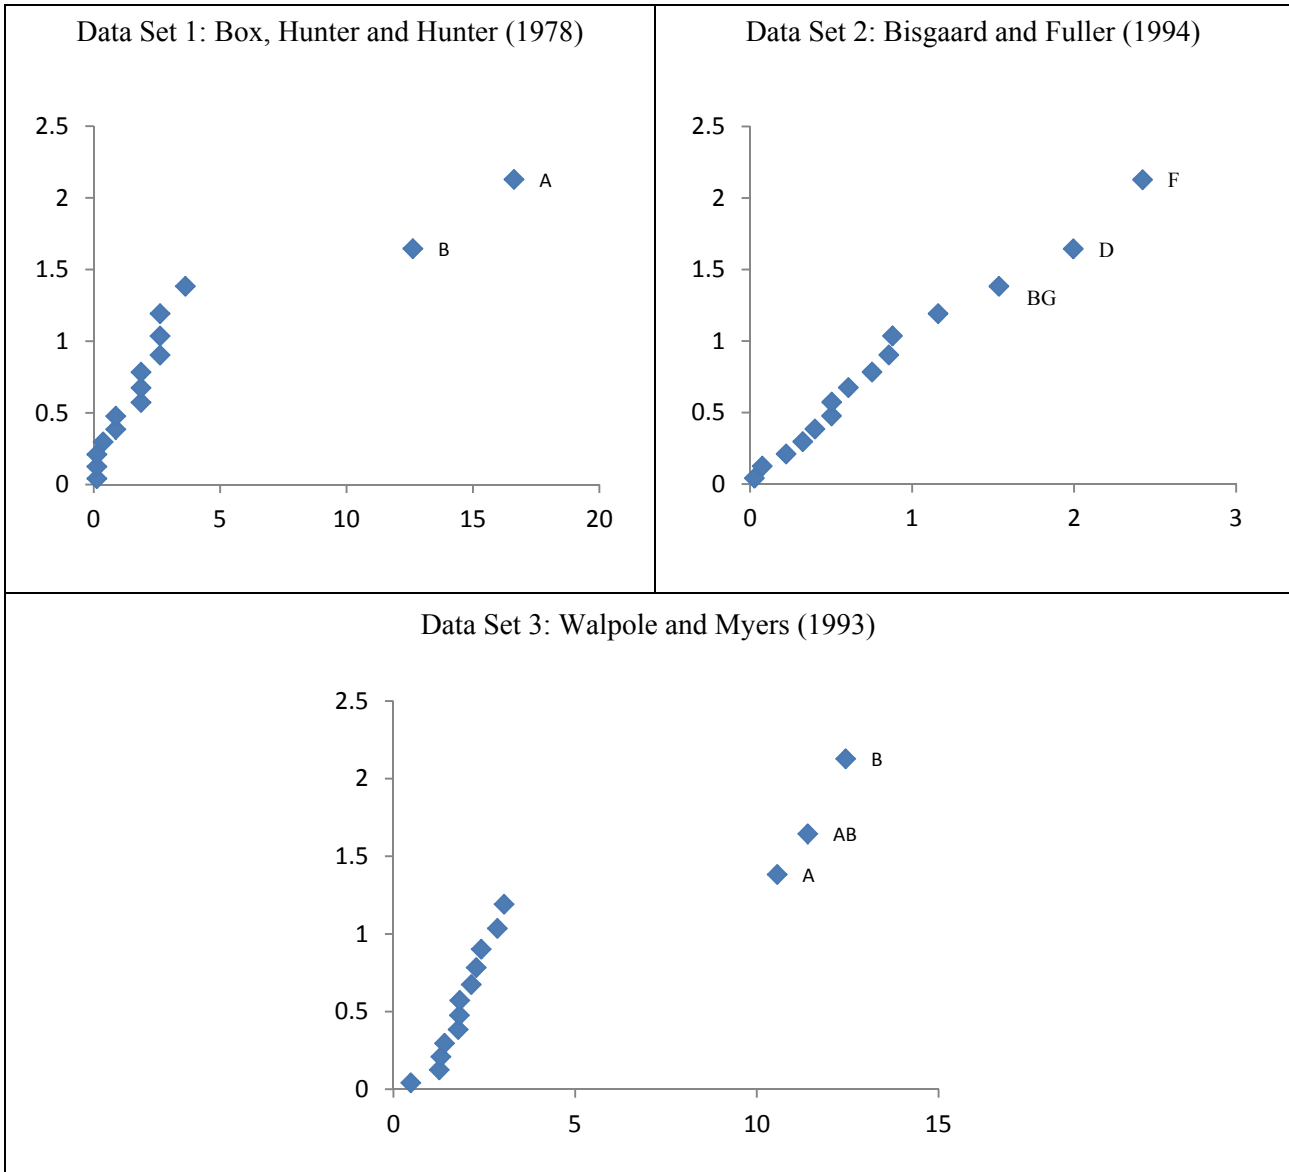 Data Set 1: Box, Hunter and Hunter (1978)
2.5
2
1.5
1
0.5
0
0 5 10 15 20
A
B
Data Set 2: Bisgaard and Fuller (1994)
2.5
2
1.5
1
0.5
0
0 1 2 3
F
D
BG
Data Set 3: Walpole and Myers (1993)
2.5
2
1.5
1
0.5
0
0 5 10 15
B
AB
A